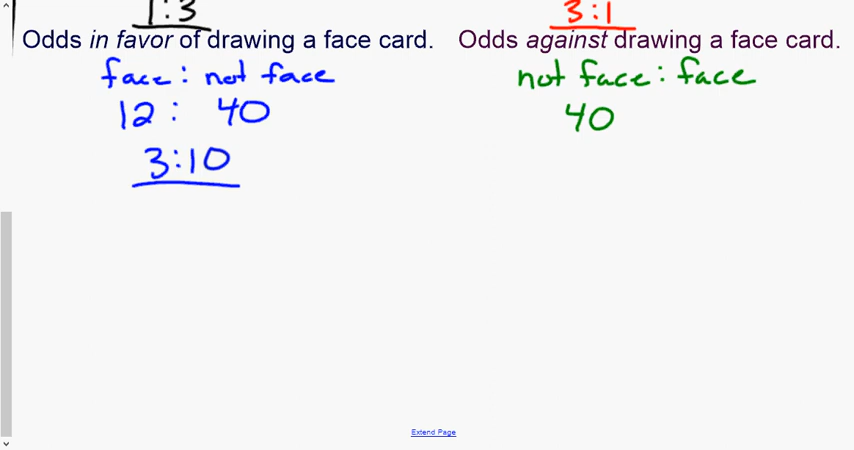 1:3
3:1
Odds in favor of drawing a face card.
Odds against drawing a face card.
face: not face
not face: face
12: 40
40
3:10
Extend Page